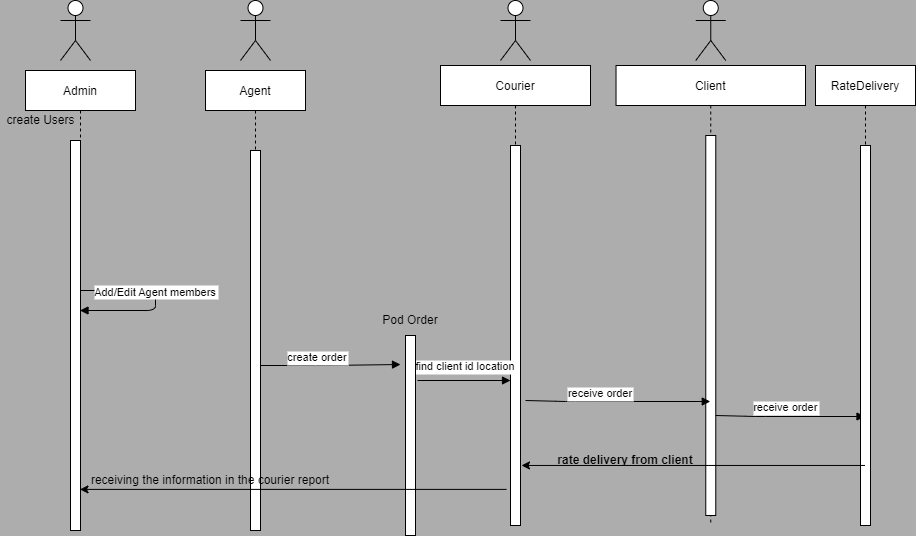 Admin
Agent
Courier
Client
RateDelivery
create Users
Add/Edit Agent members
Pod Order
create order
find client id location
receive order
receive order
rate delivery from client
receiving the information in the courier report